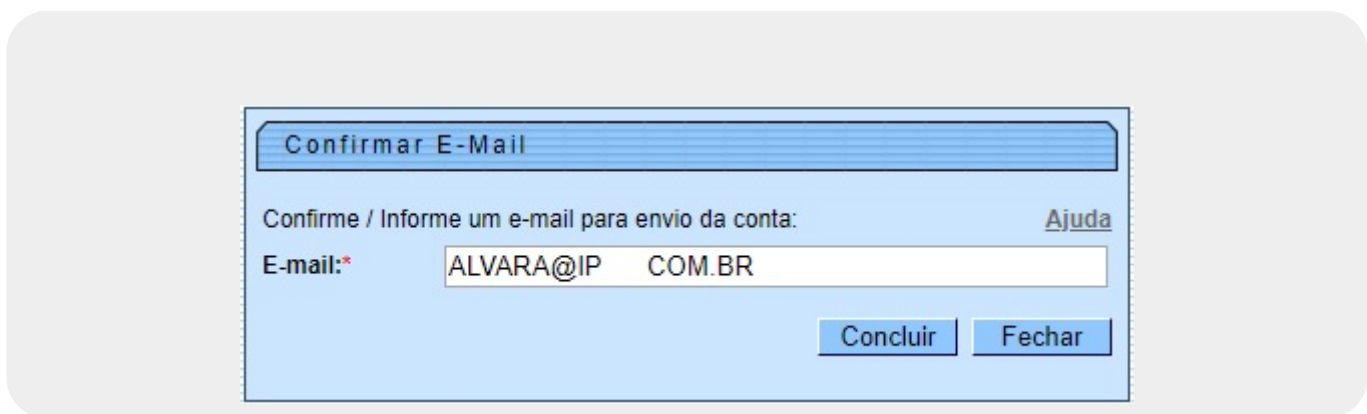 Confirmar E-Mail
Confirme / Informe um e-mail para envio da conta: Ajuda
E-mail:* ALVARA@IP COM.BR
Concluir Fechar